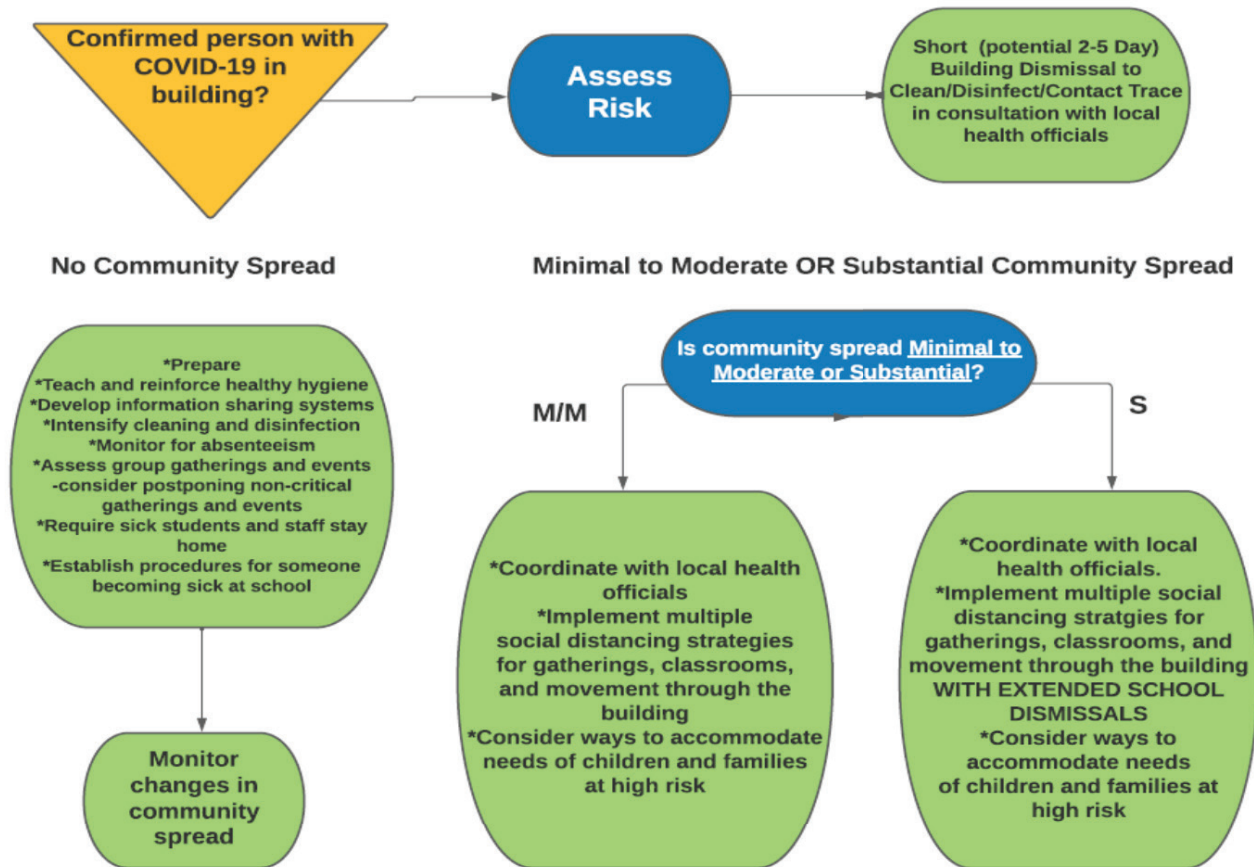 Confirmed person with
COVID-19 in
building?
Assess
Risk
Short (potential 2-5 Day)
Building Dismissal to
Clean/Disinfect/Contact Trace
in consultation with local
health officials
No Community Spread
Minimal to Moderate OR Substantial Community Spread
*Prepare
*Teach and reinforce healthy hygiene
*Develop information sharing systems
*Intensify cleaning and disinfection
*Monitor for absenteeism
*Assess group gatherings and events
-consider postponing non-critical
gatherings and events
*Require sick students and staff stay
home
*Establish procedures for someone
becoming sick at school
Monitor
changes in
community
spread
Is community spread Minimal to
Moderate or Substantial?
M/M
S
*Coordinate with local health
officials
*Implement multiple
social distancing strategies
for gatherings, classrooms,
and movement through the
building
*Consider ways to accommodate
needs of children and families
at high risk
*Coordinate with local
health officials.
*Implement multiple social
distancing stratgies for
gatherings, classrooms, and
movement through the building
WITH EXTENDED SCHOOL
DISMISSALS
*Consider ways to
accommodate needs
of children and families at
high risk